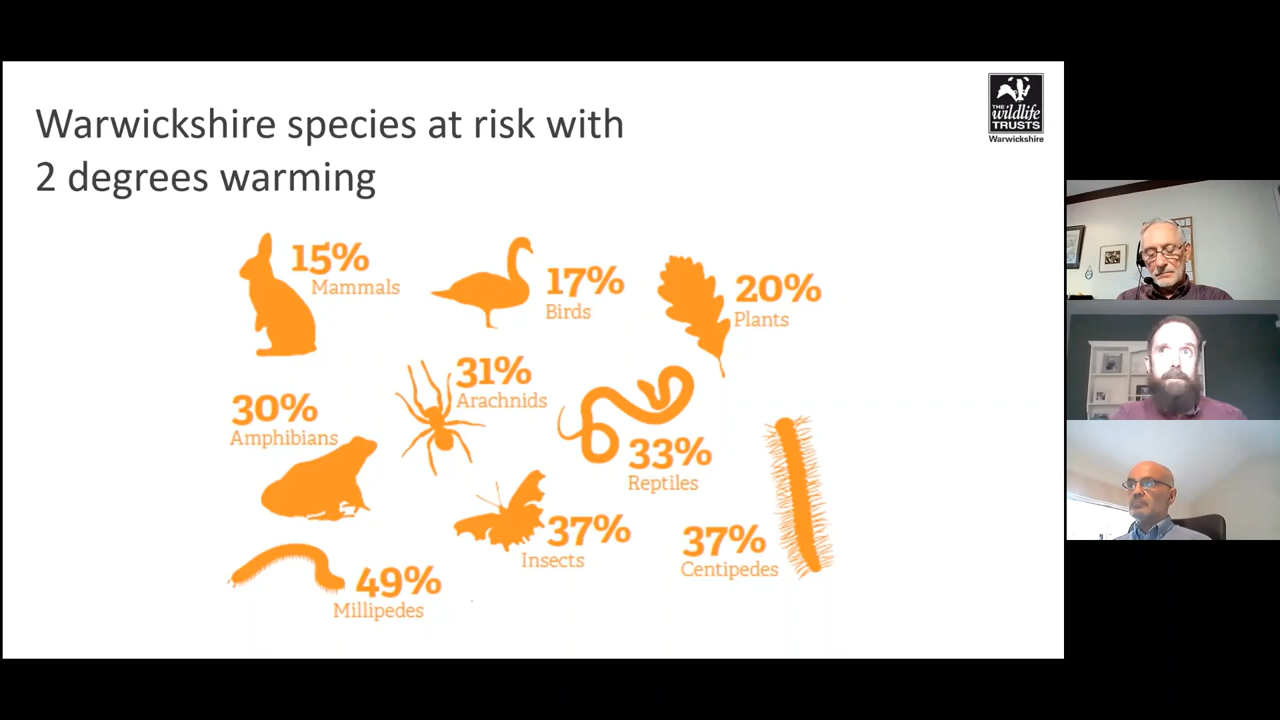 Warwickshire species at risk with
2 degrees warming
THE
wildlife
TRUSTS
Warwickshire
15%
Mammals
17%
Birds
20%
Plants
31%
Arachnids
30%
Amphibians
33%
Reptiles
37%
Insects
37%
Centipedes
49%
Millipedes